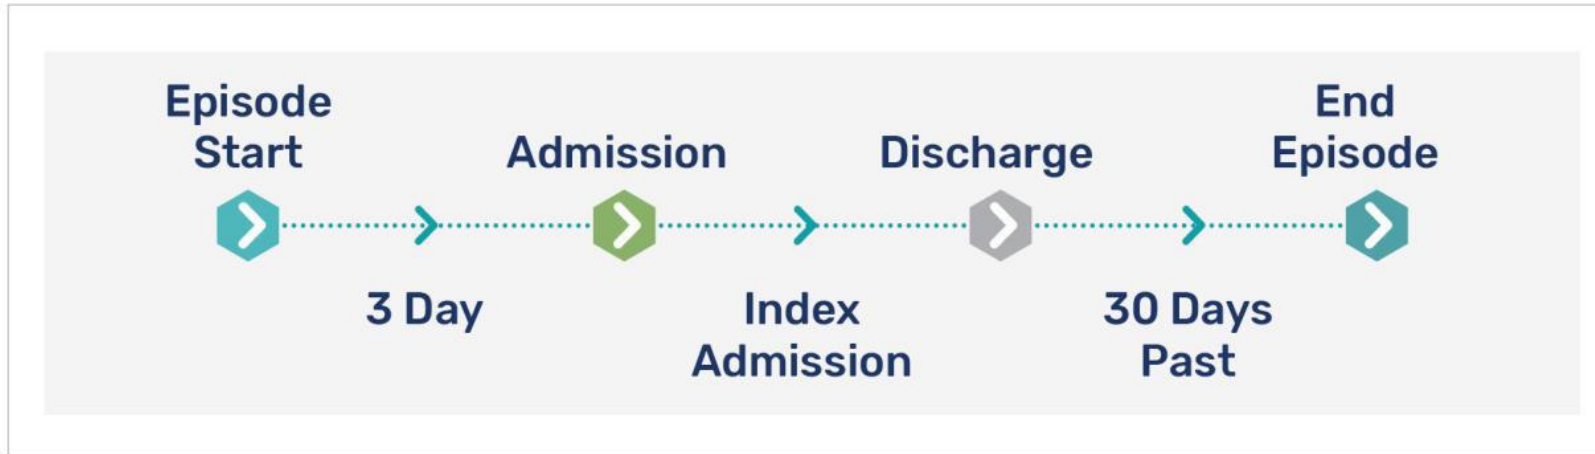 Episode
Start
Admission
Discharge
End
Episode
3 Day
Index
Admission
30 Days
Past